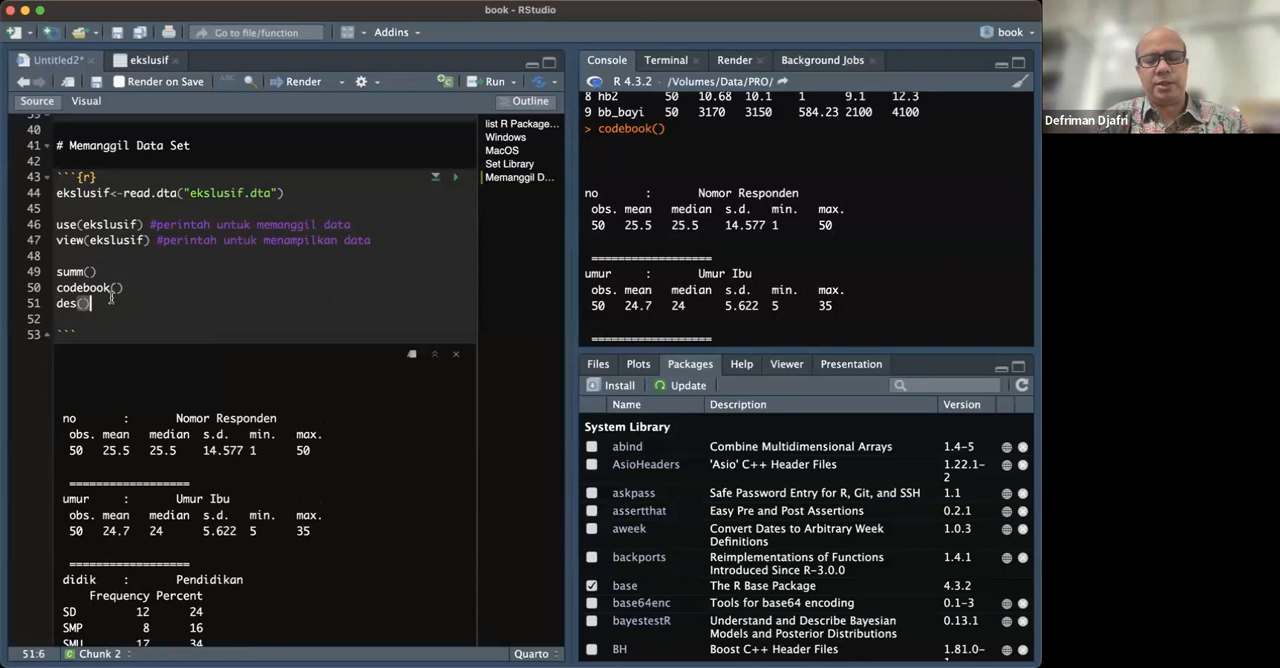 book - RStudio
Go to file/function
Addins
book
Untitled2*
ekslusif
Render on Save
ABC
Render
Run
Source
Visual
Outline
39
40
41 # Memanggil Data Set
42
43 ```{r}
44 ekslusif<-read.dta("ekslusif.dta")
45
46 use(ekslusif) #perintah untuk memanggil data
47 view(ekslusif) #perintah untuk menampilkan data
48
49 summ()
50 codebook()
51 des()
52
53 ```
list R Package...
Windows
MacOS
Set Library
Memanggil D...
no : Nomor Responden
obs. mean median s.d. min. max.
50 25.5 25.5 14.577 1 50
==================
umur : Umur Ibu
obs. mean median s.d. min. max.
50 24.7 24 5.622 5 35
==================
didik : Pendidikan
Frequency Percent
SD 12 24
SMP 8 16
SMU 17 34
51:6
Chunk 2
Quarto
Console
Terminal
Render
Background Jobs
R 4.3.2 · /Volumes/Data/PRO/
8 hb2 50 10.68 10.1 1 9.1 12.3
9 bb_bayi 50 3170 3150 584.23 2100 4100
> codebook()
no : Nomor Responden
obs. mean median s.d. min. max.
50 25.5 25.5 14.577 1 50
==================
umur : Umur Ibu
obs. mean median s.d. min. max.
50 24.7 24 5.622 5 35
==================
Files
Plots
Packages
Help
Viewer
Presentation
Install
Update
Name Description Version
System Library
abind Combine Multidimensional Arrays 1.4-5
AsioHeaders 'Asio' C++ Header Files 1.22.1-
2
askpass Safe Password Entry for R, Git, and SSH 1.1
assertthat Easy Pre and Post Assertions 0.2.1
aweek Convert Dates to Arbitrary Week 1.0.3
Definitions
backports Reimplementations of Functions 1.4.1
Introduced Since R-3.0.0
base The R Base Package 4.3.2
base64enc Tools for base64 encoding 0.1-3
bayestestR Understand and Describe Bayesian 0.13.1
Models and Posterior Distributions
BH Boost C++ Header Files 1.81.0-
Defriman Djafri